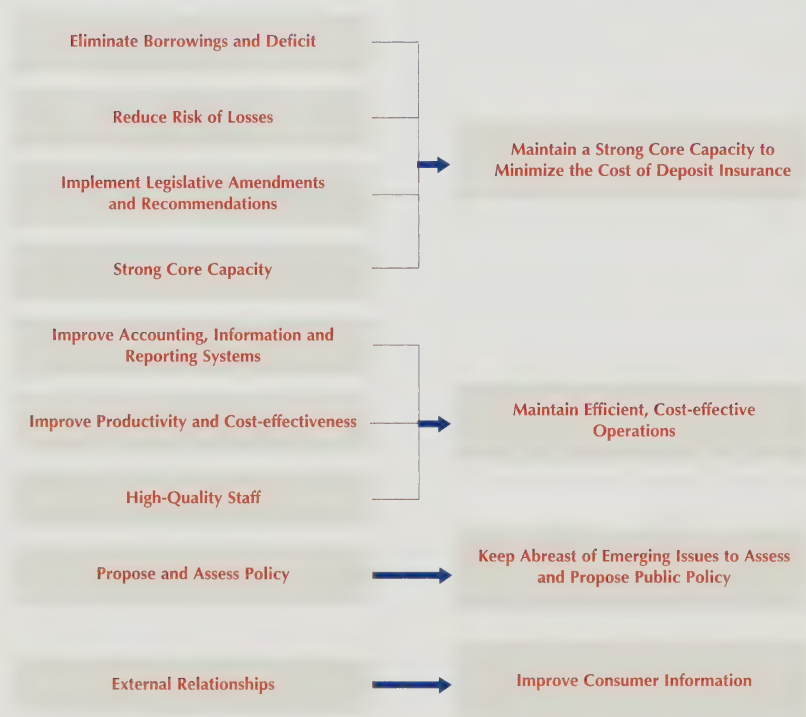 Eliminate Borrowings and Deficit
Reduce Risk of Losses
Implement Legislative Amendments
and Recommendations
Strong Core Capacity
Maintain a Strong Core Capacity to
Minimize the Cost of Deposit Insurance
Improve Accounting, Information and
Reporting Systems
Improve Productivity and Cost-effectiveness
High-Quality Staff
Maintain Efficient, Cost-effective
Operations
Propose and Assess Policy
Keep Abreast of Emerging Issues to Assess
and Propose Public Policy
External Relationships
Improve Consumer Information